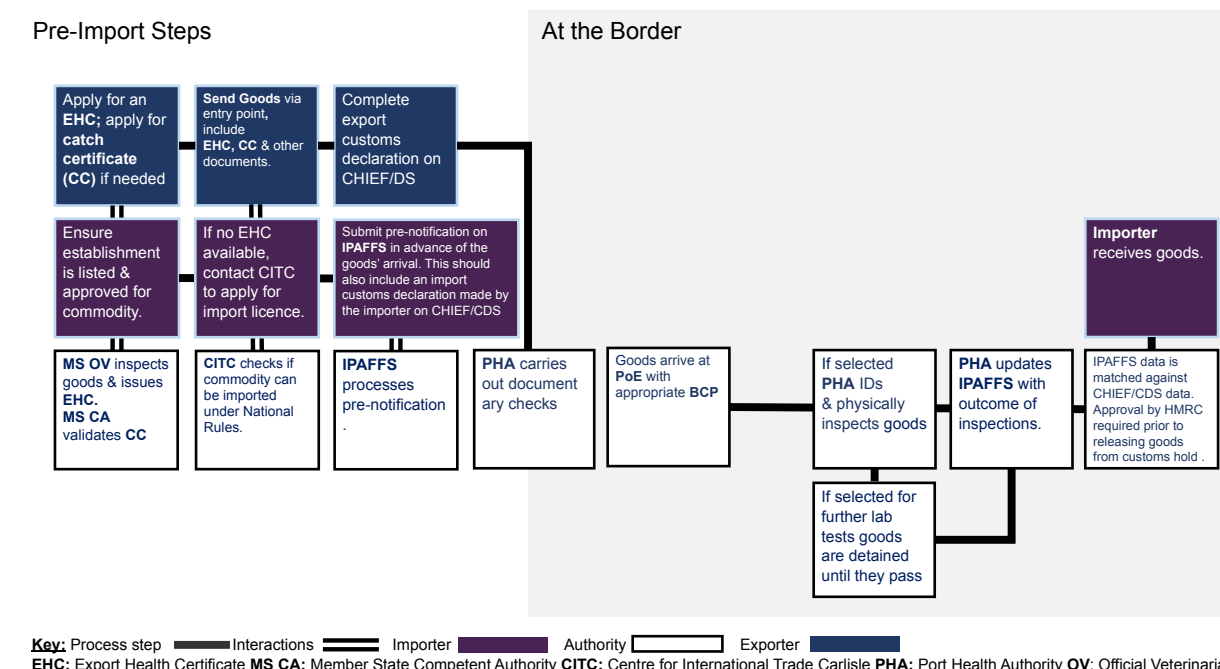 Pre-Import Steps
At the Border
Apply for an
EHC; apply for
catch
certificate
(CC) if needed
Send Goods via
entry point,
include
EHC, CC & other
documents.
Complete
export
customs
declaration on
CHIEF/DS
Ensure
establishment
is listed &
approved for
commodity.
If no EHC
available,
contact CITC
to apply for
import licence.
Submit pre-notification on
IPAFFS in advance of the
goods' arrival. This should
also include an import
customs declaration made by
the importer on CHIEF/CDS
Importer
receives goods.
MS OV inspects
goods & issues
EHC.
MS CA
validates CC
CITC checks if
commodity can
be imported
under National
Rules.
IPAFFS
processes
pre-notification
.
PHA carries
out document
ary checks
Goods arrive at
PoE with
appropriate BCP
If selected
PHA IDs
& physically
inspects goods
PHA updates
IPAFFS with
outcome of
inspections.
IPAFFS data is
matched against
CHIEF/CDS data.
Approval by HMRC
required prior to
releasing goods
from customs hold .
If selected for
further lab
tests goods
are detained
until they pass
Key: Process step Interactions Importer Authority Exporter
EHC: Export Health Certificate MS CA: Member State Competent Authority CITC: Centre for International Trade Carlisle PHA: Port Health Authority OV: Official Veterinaria